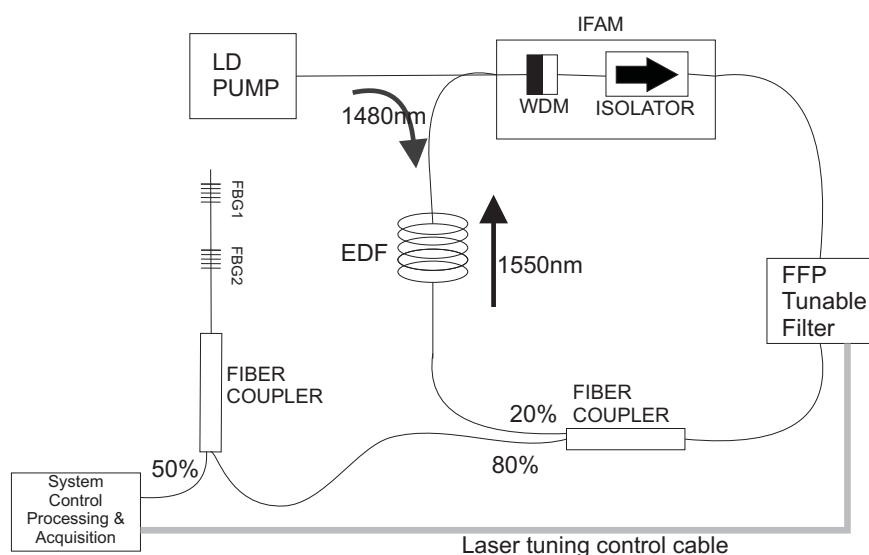 IFAM
LD
PUMP
WDM
ISOLATOR
1480nm
FBG1
FBG2
EDF
1550nm
FFP
Tunable
Filter
FIBER
COUPLER
FIBER
COUPLER
20%
80%
50%
System
Control
Processing &
Acquisition
Laser tuning control cable